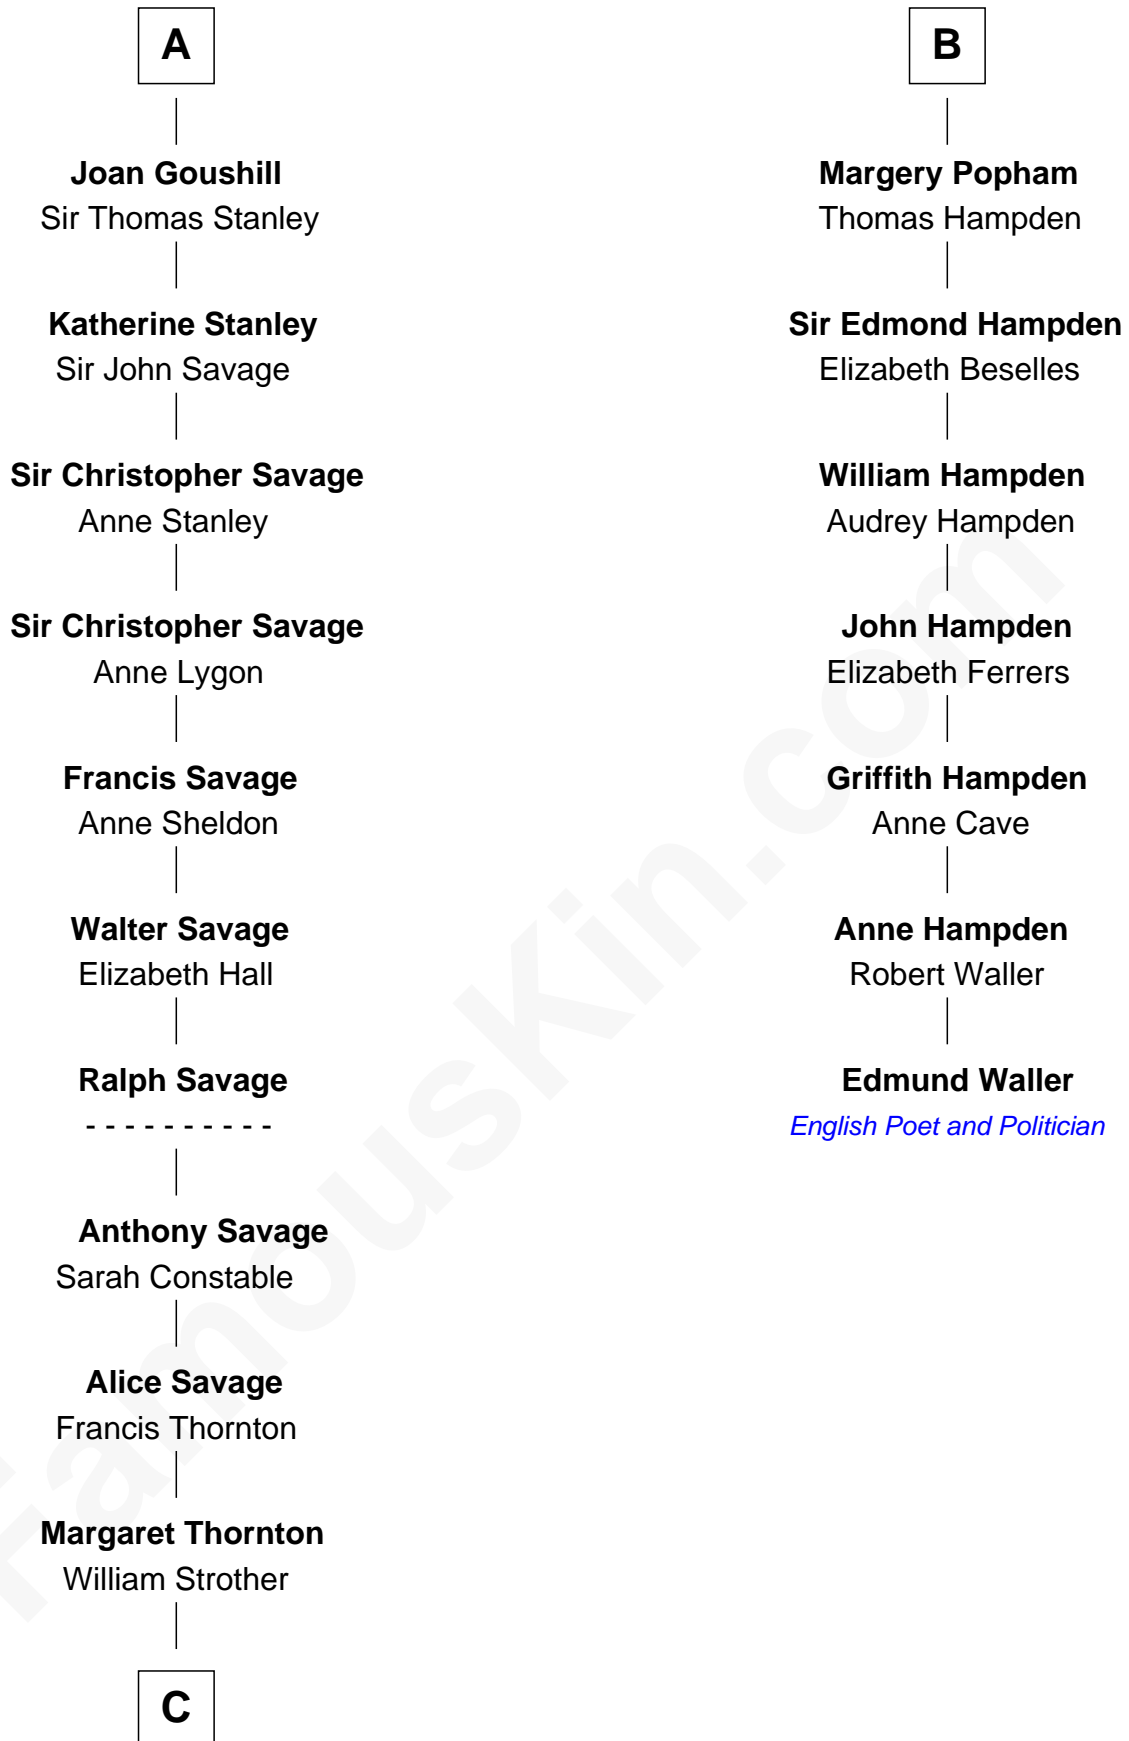 A
Joan Goushill
Sir Thomas Stanley
Katherine Stanley
Sir John Savage
Sir Christopher Savage
Anne Stanley
Sir Christopher Savage
Anne Lygon
Francis Savage
Anne Sheldon
Walter Savage
Elizabeth Hall
Ralph Savage
- - - - - - - - - -
Anthony Savage
Sarah Constable
Alice Savage
Francis Thornton
Margaret Thornton
William Strother
C
B
Margery Popham
Thomas Hampden
Sir Edmond Hampden
Elizabeth Beselles
William Hampden
Audrey Hampden
John Hampden
Elizabeth Ferrers
Griffith Hampden
Anne Cave
Anne Hampden
Robert Waller
Edmund Waller
English Poet and Politician
FamousKin.com